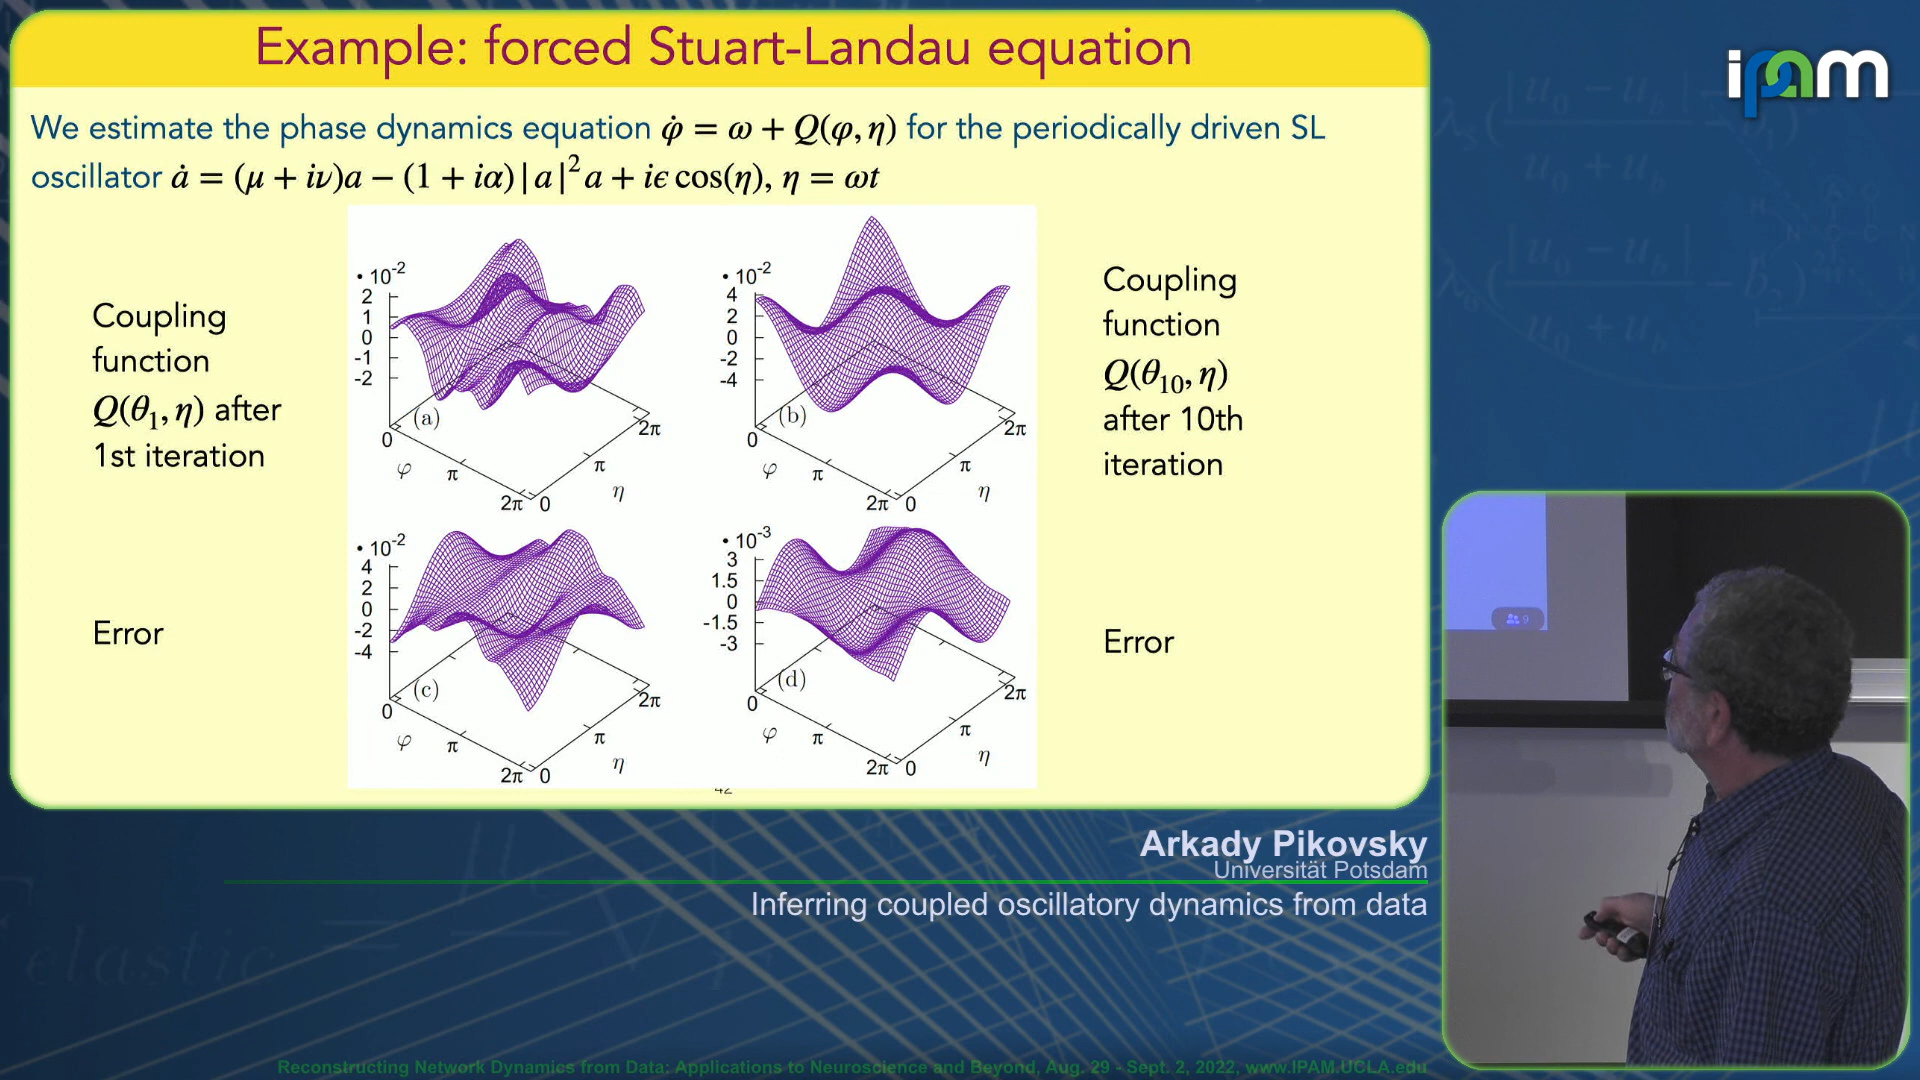 Example: forced Stuart-Landau equation
ipam
We estimate the phase dynamics equation φ̇ = ω + Q(φ, η) for the periodically driven SL
oscillator ȧ = (μ + iν)a − (1 + iα)|a|²a + iϵ cos(η), η = ωt
Coupling
function
Q(θ₁, η) after
1st iteration
· 10⁻²
2
1
0
-1
-2
(a)
0
φ
π
2π
0
π
2π
η
· 10⁻²
4
2
0
-2
-4
(b)
0
φ
π
2π
0
π
2π
η
Coupling
function
Q(θ₁₀, η)
after 10th
iteration
Error
· 10⁻²
4
2
0
-2
-4
(c)
0
φ
π
2π
0
π
2π
η
· 10⁻³
3
1.5
0
-1.5
-3
(d)
0
φ
π
2π
0
π
2π
η
Error
42
9
Arkady Pikovsky
Universität Potsdam
Inferring coupled oscillatory dynamics from data
Reconstructing Network Dynamics from Data: Applications to Neuroscience and Beyond, Aug. 29 - Sept. 2, 2022, www.IPAM.UCLA.edu
elastic